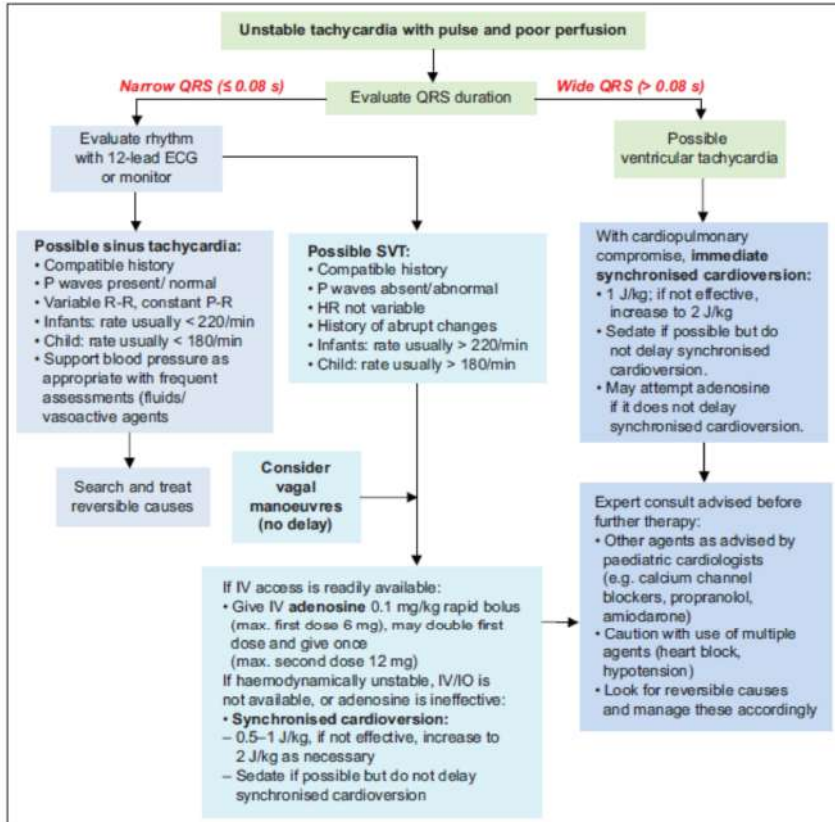 Unstable tachycardia with pulse and poor perfusion
Narrow QRS (≤ 0.08 s)
Evaluate QRS duration
Wide QRS (> 0.08 s)
Evaluate rhythm
with 12-lead ECG
or monitor
Possible
ventricular tachycardia
Possible sinus tachycardia:
• Compatible history
• P waves present/ normal
• Variable R-R, constant P-R
• Infants: rate usually < 220/min
• Child: rate usually < 180/min
• Support blood pressure as
appropriate with frequent
assessments (fluids/
vasoactive agents
Search and treat
reversible causes
Possible SVT:
• Compatible history
• P waves absent/abnormal
• HR not variable
• History of abrupt changes
• Infants: rate usually > 220/min
• Child: rate usually > 180/min
Consider
vagal
manoeuvres
(no delay)
If IV access is readily available:
• Give IV adenosine 0.1 mg/kg rapid bolus
(max. first dose 6 mg), may double first
dose and give once
(max. second dose 12 mg)
If haemodynamically unstable, IV/IO is
not available, or adenosine is ineffective:
• Synchronised cardioversion:
– 0.5–1 J/kg, if not effective, increase to
2 J/kg as necessary
– Sedate if possible but do not delay
synchronised cardioversion
With cardiopulmonary
compromise, immediate
synchronised cardioversion:
• 1 J/kg; if not effective,
increase to 2 J/kg
• Sedate if possible but do
not delay synchronised
cardioversion.
• May attempt adenosine
if it does not delay
synchronised cardioversion.
Expert consult advised before
further therapy:
• Other agents as advised by
paediatric cardiologists
(e.g. calcium channel
blockers, propranolol,
amiodarone)
• Caution with use of multiple
agents (heart block,
hypotension)
• Look for reversible causes
and manage these accordingly